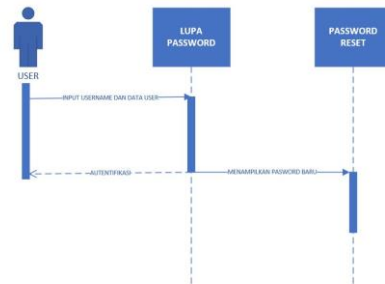 LUPA
PASSWORD
PASSWORD
RESET
USER
INPUT USERNAME DAN DATA USER
AUTENTIFIKASI
MENAMPILKAN PASWORD BARU